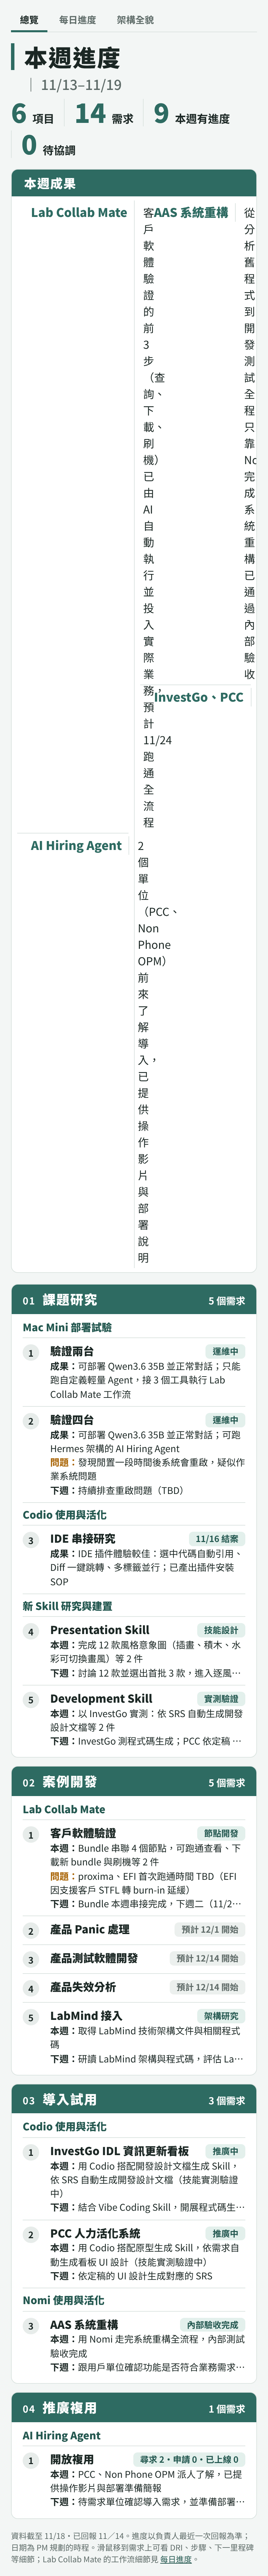 總覽
每日進度
架構全貌
本週進度
11/13–11/19
6 項目
14 需求
9 本週有進度
0 待協調
本週成果
Lab Collab Mate
客戶軟體驗證的前 3 步（查詢、下載、刷機）已由 AI 自動執行並投入實際業務，預計 11/24 跑通全流程
AAS 系統重構
從分析舊程式到開發測試全程只靠 No 完成系統重構已通過內部驗收
InvestGo、PCC
AI Hiring Agent
2 個單位（PCC、Non Phone OPM）前來了解導入，已提供操作影片與部署說明
01 課題研究
5 個需求
Mac Mini 部署試驗
1 驗證兩台
運維中
成果：可部署 Qwen3.6 35B 並正常對話；只能
跑自定義輕量 Agent，接 3 個工具執行 Lab
Collab Mate 工作流
2 驗證四台
運維中
成果：可部署 Qwen3.6 35B 並正常對話；可跑
Hermes 架構的 AI Hiring Agent
問題：發現閒置一段時間後系統會重啟，疑似作
業系統問題
下週：持續排查重啟問題（TBD）
Codio 使用與活化
3 IDE 串接研究
11/16 結案
成果：IDE 插件體驗較佳：選中代碼自動引用、
Diff 一鍵跳轉、多標籤並行；已產出插件安裝
SOP
新 Skill 研究與建置
4 Presentation Skill
技能設計
本週：完成 12 款風格意象圖（插畫、積木、水
彩可切換畫風）等 2 件
下週：討論 12 款並選出首批 3 款，進入逐風…
5 Development Skill
實測驗證
本週：以 InvestGo 實測：依 SRS 自動生成開發
設計文檔等 2 件
下週：InvestGo 測程式碼生成；PCC 依定稿 …
02 案例開發
5 個需求
Lab Collab Mate
1 客戶軟體驗證
節點開發
本週：Bundle 串聯 4 個節點，可跑通查看、下
載新 bundle 與刷機等 2 件
問題：proxima、EFI 首次跑通時間 TBD（EFI
因支援客戶 STFL 轉 burn-in 延緩）
下週：Bundle 本週串接完成，下週二（11/2…
2 產品 Panic 處理
預計 12/1 開始
3 產品測試軟體開發
預計 12/14 開始
4 產品失效分析
預計 12/14 開始
5 LabMind 接入
架構研究
本週：取得 LabMind 技術架構文件與相關程式
碼
下週：研讀 LabMind 架構與程式碼，評估 La…
03 導入試用
3 個需求
Codio 使用與活化
1 InvestGo IDL 資訊更新看板
推廣中
本週：用 Codio 搭配開發設計文檔生成 Skill，
依 SRS 自動生成開發設計文檔（技能實測驗證
中）
下週：結合 Vibe Coding Skill，開展程式碼生…
2 PCC 人力活化系統
推廣中
本週：用 Codio 搭配原型生成 Skill，依需求自
動生成看板 UI 設計（技能實測驗證中）
下週：依定稿的 UI 設計生成對應的 SRS
Nomi 使用與活化
3 AAS 系統重構
內部驗收完成
本週：用 Nomi 走完系統重構全流程，內部測試
驗收完成
下週：跟用戶單位確認功能是否符合業務需求…
04 推廣複用
1 個需求
AI Hiring Agent
1 開放複用
尋求 2・申請 0・已上線 0
本週：PCC、Non Phone OPM 派人了解，已提
供操作影片與部署準備簡報
下週：待需求單位確認導入需求，並準備部署…
資料截至 11/18・已回報 11／14。進度以負責人最近一次回報為準；
日期為 PM 規劃的時程。滑鼠移到需求上可看 DRI、步驟、下一里程碑
等細節；Lab Collab Mate 的工作流細節見 每日進度。